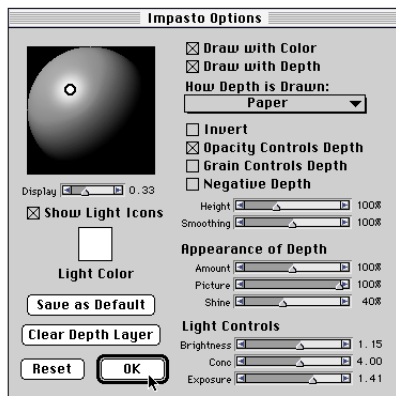 Impasto Options
Draw with Color
Draw with Depth
How Depth is Drawn:
Paper
Invert
Opacity Controls Depth
Grain Controls Depth
Negative Depth
Display 0.33
Show Light Icons
Height 100%
Smoothing 100%
Light Color
Appearance of Depth
Amount 100%
Picture 100%
Shine 40%
Save as Default
Clear Depth Layer
Reset OK
Light Controls
Brightness 1.15
Conc 4.00
Exposure 1.41